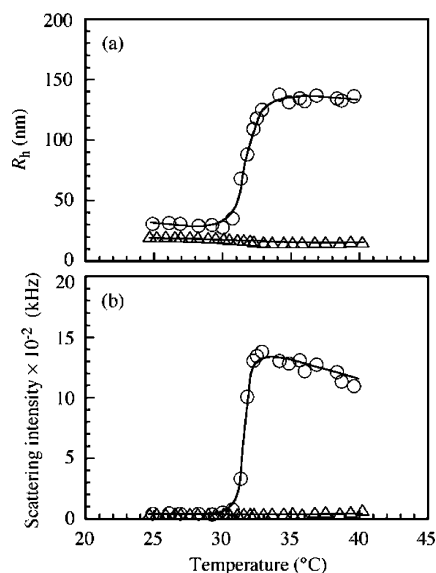 200
(a)
150
R_h (nm)
100
50
0
20
(b)
15
Scattering intensity × 10⁻² (kHz)
10
5
0
20 25 30 35 40 45
Temperature (°C)